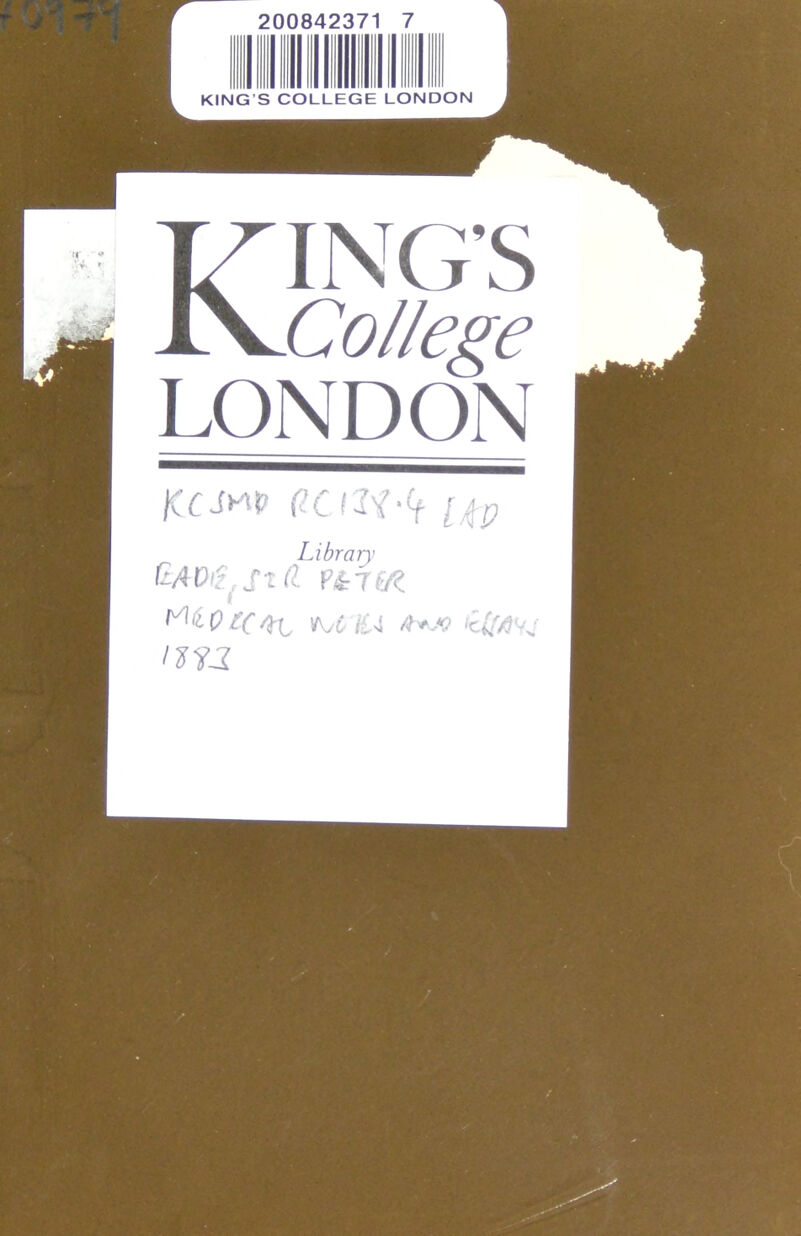 200842371 7
KING'S COLLEGE LONDON
KING'S
College
LONDON
KCSMD RC138.4 EAD
Library
EADE, SIR PETER
MEDICAL NOTES AND ESSAYS
1883